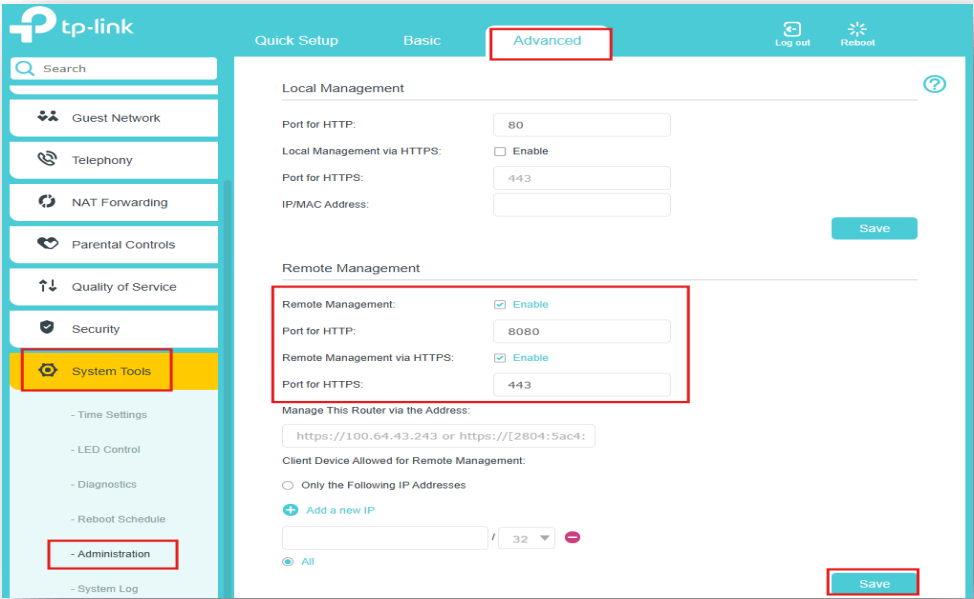 tp-link
Quick Setup Basic Advanced Log out Reboot
Search
Guest Network
Telephony
NAT Forwarding
Parental Controls
Quality of Service
Security
System Tools
- Time Settings
- LED Control
- Diagnostics
- Reboot Schedule
- Administration
- System Log
Local Management
Port for HTTP: 80
Local Management via HTTPS: Enable
Port for HTTPS: 443
IP/MAC Address:
Save
Remote Management
Remote Management: Enable
Port for HTTP: 8080
Remote Management via HTTPS: Enable
Port for HTTPS: 443
Manage This Router via the Address:
https://100.64.43.243 or https://[2804:5ac4:
Client Device Allowed for Remote Management:
Only the Following IP Addresses
Add a new IP
/ 32
All
Save